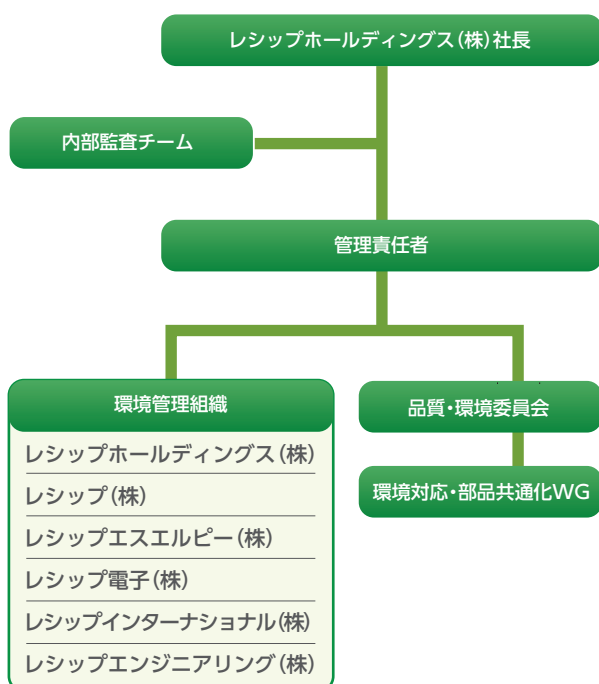 レシップホールディングス(株)社長
内部監査チーム
管理責任者
環境管理組織
レシップホールディングス(株)
レシップ(株)
レシップエスエルピー(株)
レシップ電子(株)
レシップインターナショナル(株)
レシップエンジニアリング(株)
品質・環境委員会
環境対応・部品共通化WG